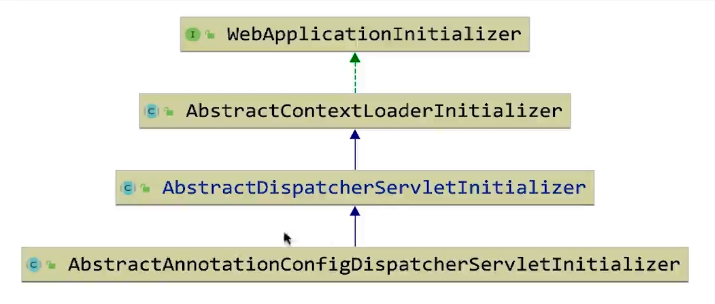 WebApplicationInitializer
AbstractContextLoaderInitializer
AbstractDispatcherServletInitializer
AbstractAnnotationConfigDispatcherServletInitializer